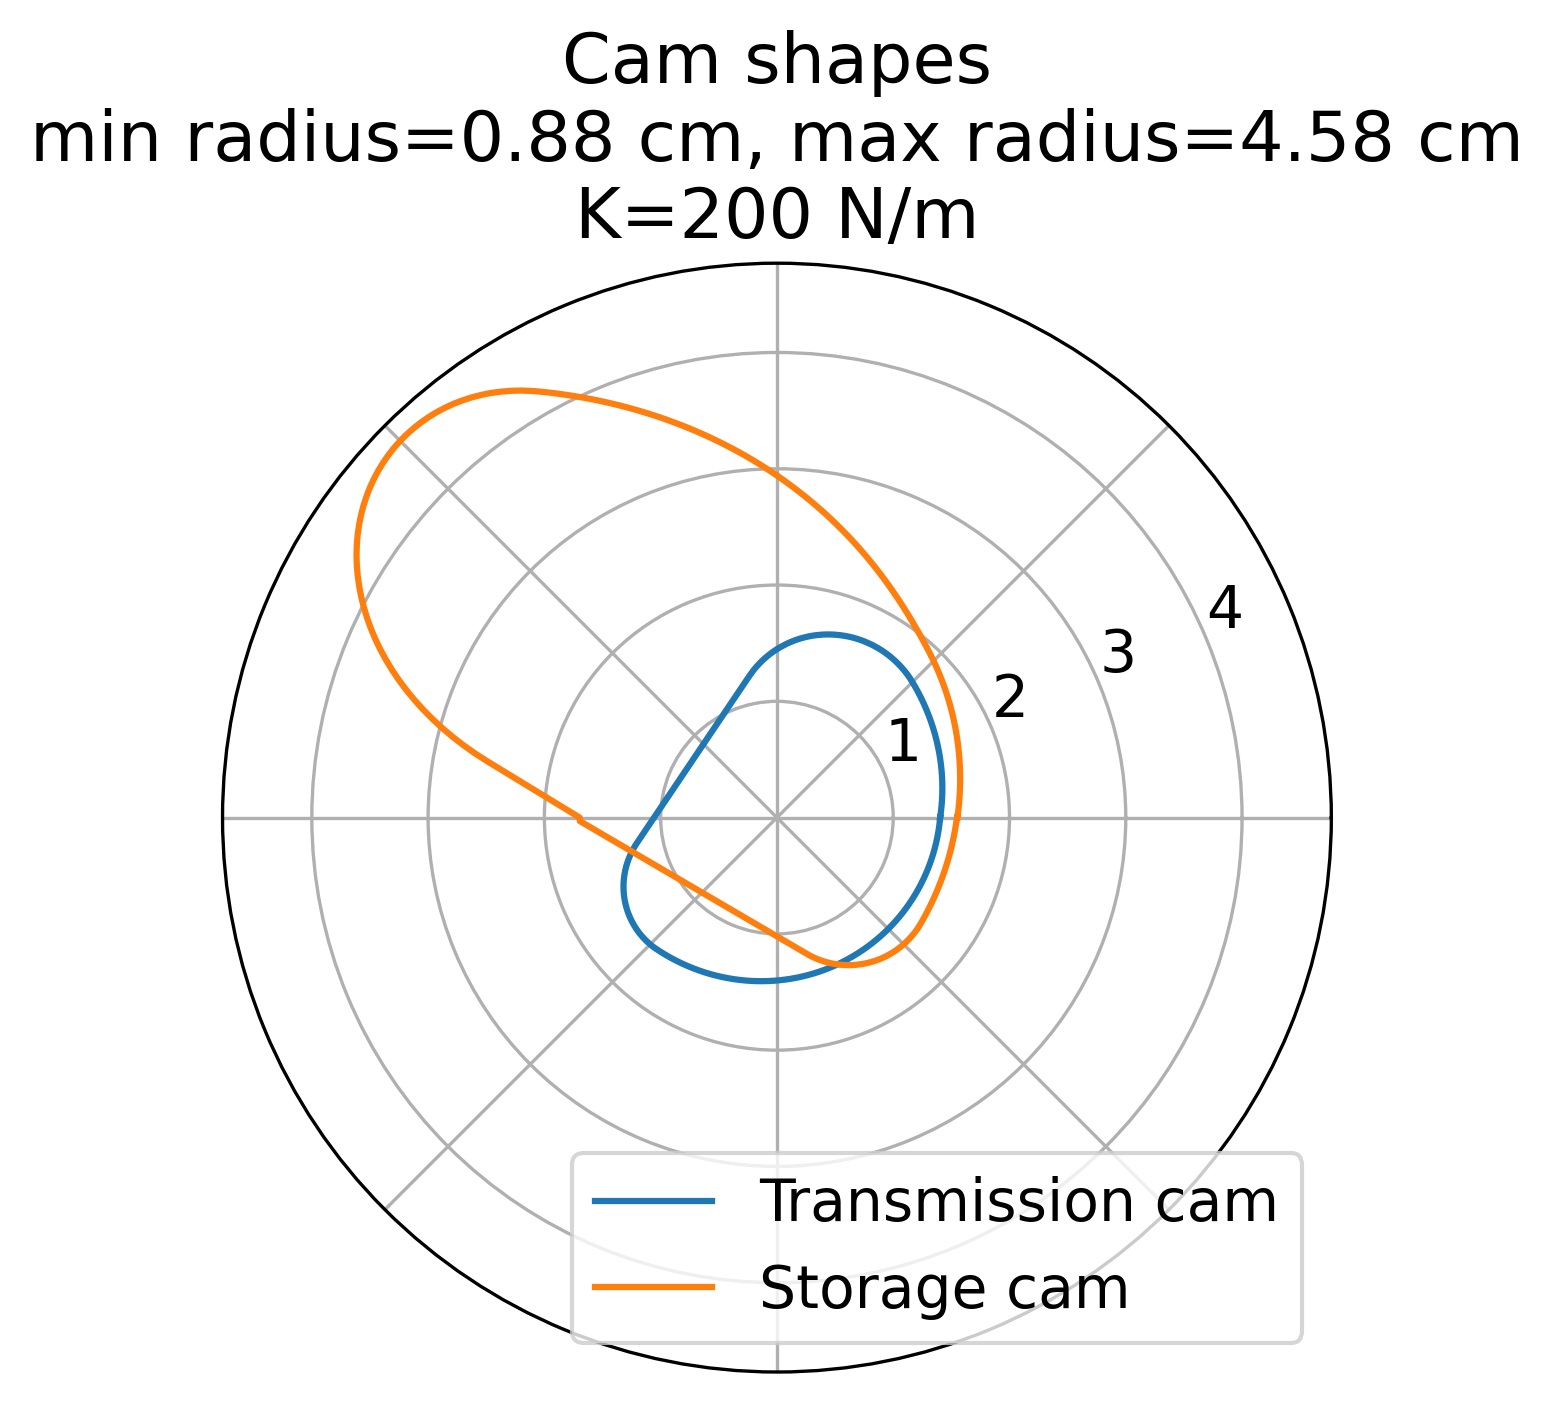 Cam shapes
min radius=0.88 cm, max radius=4.58 cm
K=200 N/m
4
3
2
1
Transmission cam
Storage cam